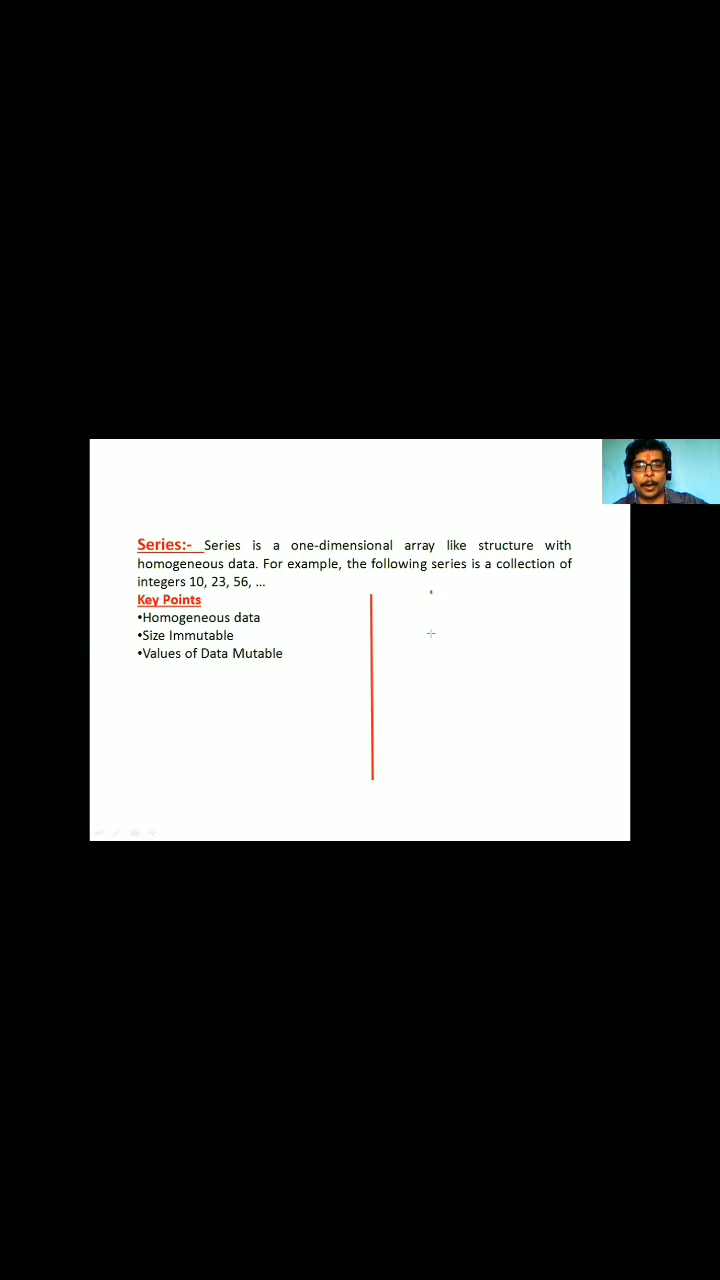 Series:- Series is a one-dimensional array like structure with
homogeneous data. For example, the following series is a collection of
integers 10, 23, 56, ...
Key Points
•Homogeneous data
•Size Immutable
•Values of Data Mutable